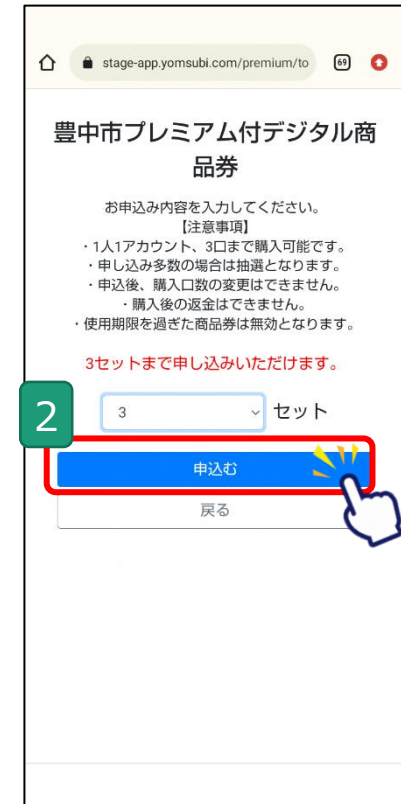 stage-app.yomsubi.com/premium/to
69
豊中市プレミアム付デジタル商
品券
お申込み内容を入力してください。
【注意事項】
・1人1アカウント、3口まで購入可能です。
・申し込み多数の場合は抽選となります。
・申込後、購入口数の変更はできません。
・購入後の返金はできません。
・使用期限を過ぎた商品券は無効となります。
3セットまで申し込みいただけます。
2
3 セット
申込む
戻る